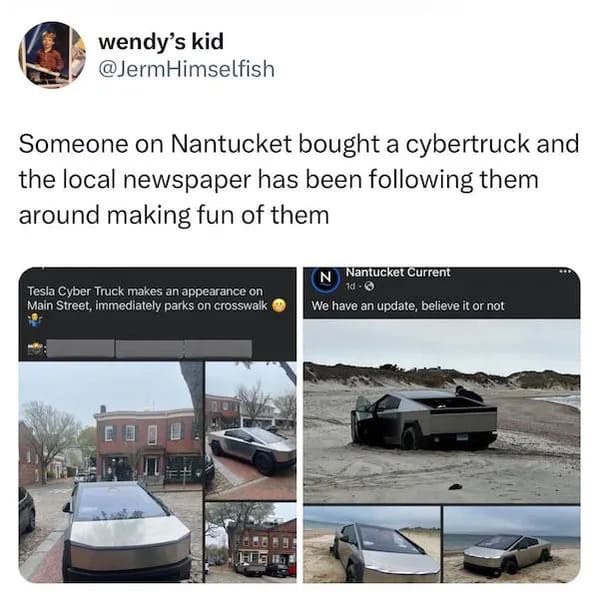 wendy’s kid
@JermHimselfish
Someone on Nantucket bought a cybertruck and
the local newspaper has been following them
around making fun of them
Tesla Cyber Truck makes an appearance on
Main Street, immediately parks on crosswalk 😬
🤷‍♂️
N
Nantucket Current
1d ·
We have an update, believe it or not